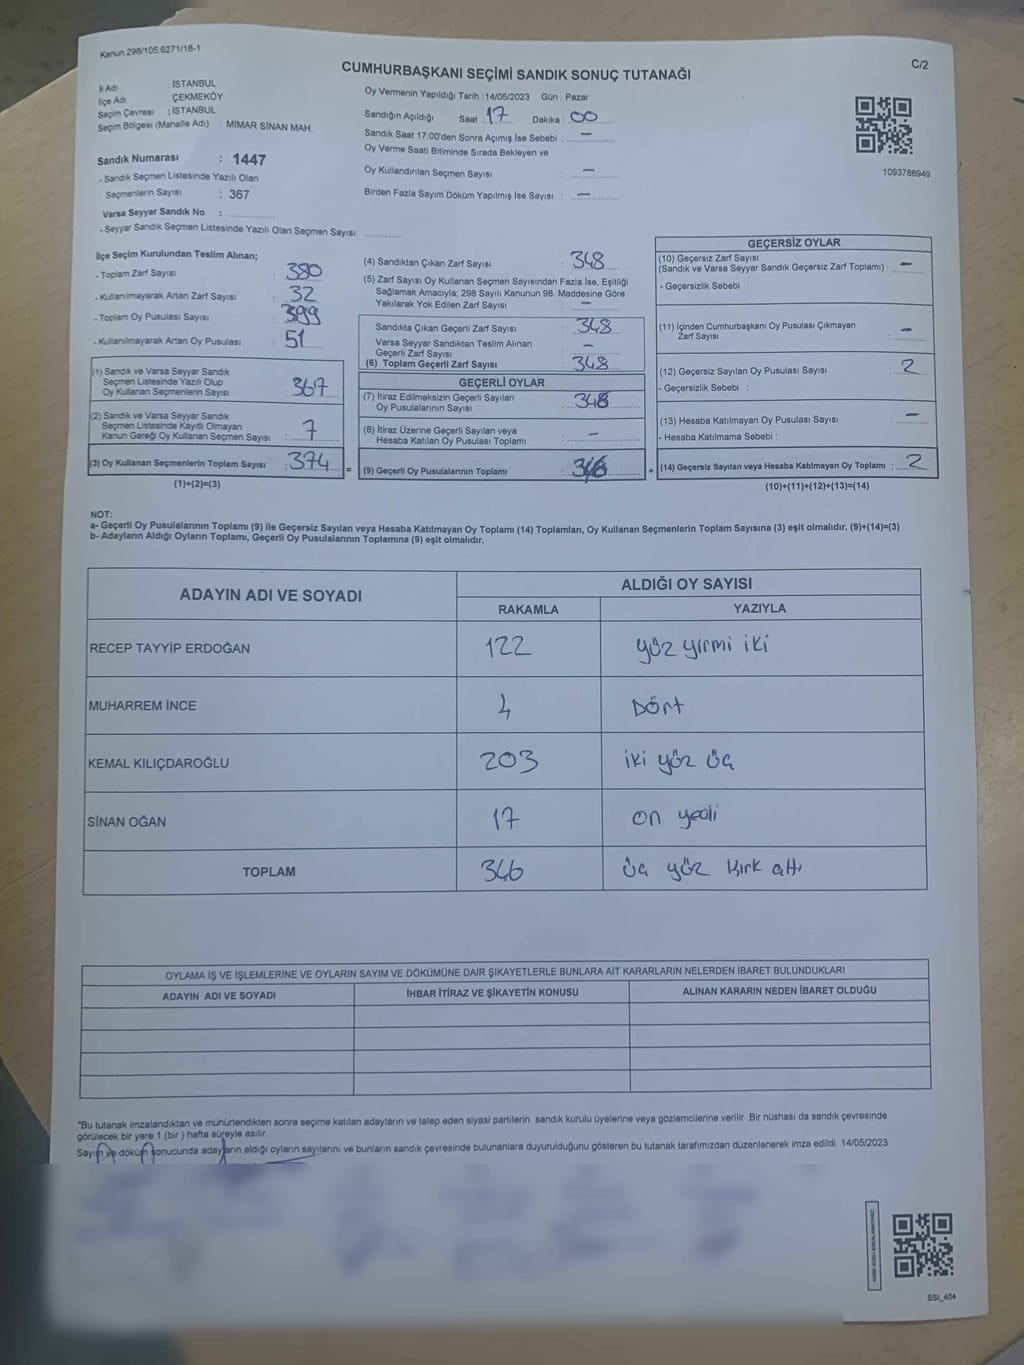 Kanun.298/105;6271/18-1
C/2
CUMHURBAŞKANI SEÇİMİ SANDIK SONUÇ TUTANAĞI
İl Adı : İSTANBUL
İlçe Adı : ÇEKMEKÖY
Seçim Çevresi : İSTANBUL
Seçim Bölgesi (Mahalle Adı) : MİMAR SİNAN MAH.
Oy Vermenin Yapıldığı Tarih : 14/05/2023 Gün : Pazar
Sandığın Açıldığı Saat : 17 Dakika : 00
Sandık Saat 17:00'den Sonra Açımış İse Sebebi : –
Oy Verme Saati Bitiminde Sırada Bekleyen ve
Oy Kullandırılan Seçmen Sayısı : –
Birden Fazla Sayım Döküm Yapılmış İse Sayısı : –
1093788949
Sandık Numarası : 1447
- Sandık Seçmen Listesinde Yazılı Olan
Seçmenlerin Sayısı : 367
Varsa Seyyar Sandık No :
- Seyyar Sandık Seçmen Listesinde Yazılı Olan Seçmen Sayısı:
İlçe Seçim Kurulundan Teslim Alınan;
- Toplam Zarf Sayısı : 380
- Kullanılmayarak Artan Zarf Sayısı : 32
- Toplam Oy Pusulası Sayısı : 399
- Kullanılmayarak Artan Oy Pusulası : 51
(1) Sandık ve Varsa Seyyar Sandık
Seçmen Listesinde Yazılı Olup
Oy Kullanan Seçmenlerin Sayısı : 367
(2) Sandık ve Varsa Seyyar Sandık
Seçmen Listesinde Kayıtlı Olmayan
Kanun Gereği Oy Kullanan Seçmen Sayısı : 7
(3) Oy Kullanan Seçmenlerin Toplam Sayısı : 374
(1)+(2)=(3)
(4) Sandıktan Çıkan Zarf Sayısı : 348
(5) Zarf Sayısı Oy Kullanan Seçmen Sayısından Fazla İse, Eşitliği
Sağlamak Amacıyla; 298 Sayılı Kanunun 98. Maddesine Göre
Yakılarak Yok Edilen Zarf Sayısı : –
Sandıkta Çıkan Geçerli Zarf Sayısı : 348
Varsa Seyyar Sandıktan Teslim Alınan
Geçerli Zarf Sayısı : –
(6) Toplam Geçerli Zarf Sayısı : 348
GEÇERLİ OYLAR
(7) İtiraz Edilmeksizin Geçerli Sayılan
Oy Pusulalarının Sayısı :
(8) İtiraz Üzerine Geçerli Sayılan veya
Hesaba Katılan Oy Pusulası Toplamı : –
= (9) Geçerli Oy Pusulalarının Toplamı : 346
GEÇERSİZ OYLAR
(10) Geçersiz Zarf Sayısı
(Sandık ve Varsa Seyyar Sandık Geçersiz Zarf Toplamı) : –
- Geçersizlik Sebebi :
(11) İçinden Cumhurbaşkanı Oy Pusulası Çıkmayan
Zarf Sayısı : –
(12) Geçersiz Sayılan Oy Pusulası Sayısı : 2
- Geçersizlik Sebebi :
(13) Hesaba Katılmayan Oy Pusulası Sayısı : –
- Hesaba Katılmama Sebebi :
+ (14) Geçersiz Sayılan veya Hesaba Katılmayan Oy Toplamı : 2
(10)+(11)+(12)+(13)=(14)
NOT:
a- Geçerli Oy Pusulalarının Toplamı (9) ile Geçersiz Sayılan veya Hesaba Katılmayan Oy Toplamı (14) Toplamları, Oy Kullanan Seçmenlerin Toplam Sayısına (3) eşit olmalıdır. (9)+(14)=(3)
b- Adayların Aldığı Oyların Toplamı, Geçerli Oy Pusulalarının Toplamına (9) eşit olmalıdır.
ADAYIN ADI VE SOYADI
ALDIĞI OY SAYISI
RAKAMLA YAZIYLA
RECEP TAYYİP ERDOĞAN 122 yüz yirmi iki
MUHARREM İNCE 4 Dört
KEMAL KILIÇDAROĞLU 203 iki yüz üç
SİNAN OĞAN 17 on yedi
TOPLAM 346 üç yüz kırk altı
OYLAMA İŞ VE İŞLEMLERİNE VE OYLARIN SAYIM VE DÖKÜMÜNE DAİR ŞİKAYETLERLE BUNLARA AİT KARARLARIN NELERDEN İBARET BULUNDUKLARI
ADAYIN ADI VE SOYADI İHBAR İTİRAZ VE ŞİKAYETİN KONUSU ALINAN KARARIN NEDEN İBARET OLDUĞU
*Bu tutanak imzalandıktan ve mühürlendikten sonra seçime katılan adayların ve talep eden siyasi partilerin sandık kurulu üyelerine veya gözlemcilerine verilir. Bir nüshası da sandık çevresinde
görülecek bir yere 1 (bir ) hafta süreyle asılır.
Sayım ve döküm sonucunda adayların aldığı oyların sayılarını ve bunların sandık çevresinde bulunanlara duyurulduğunu gösteren bu tutanak tarafımızdan düzenlenerek imza edildi. 14/05/2023
SSI_404